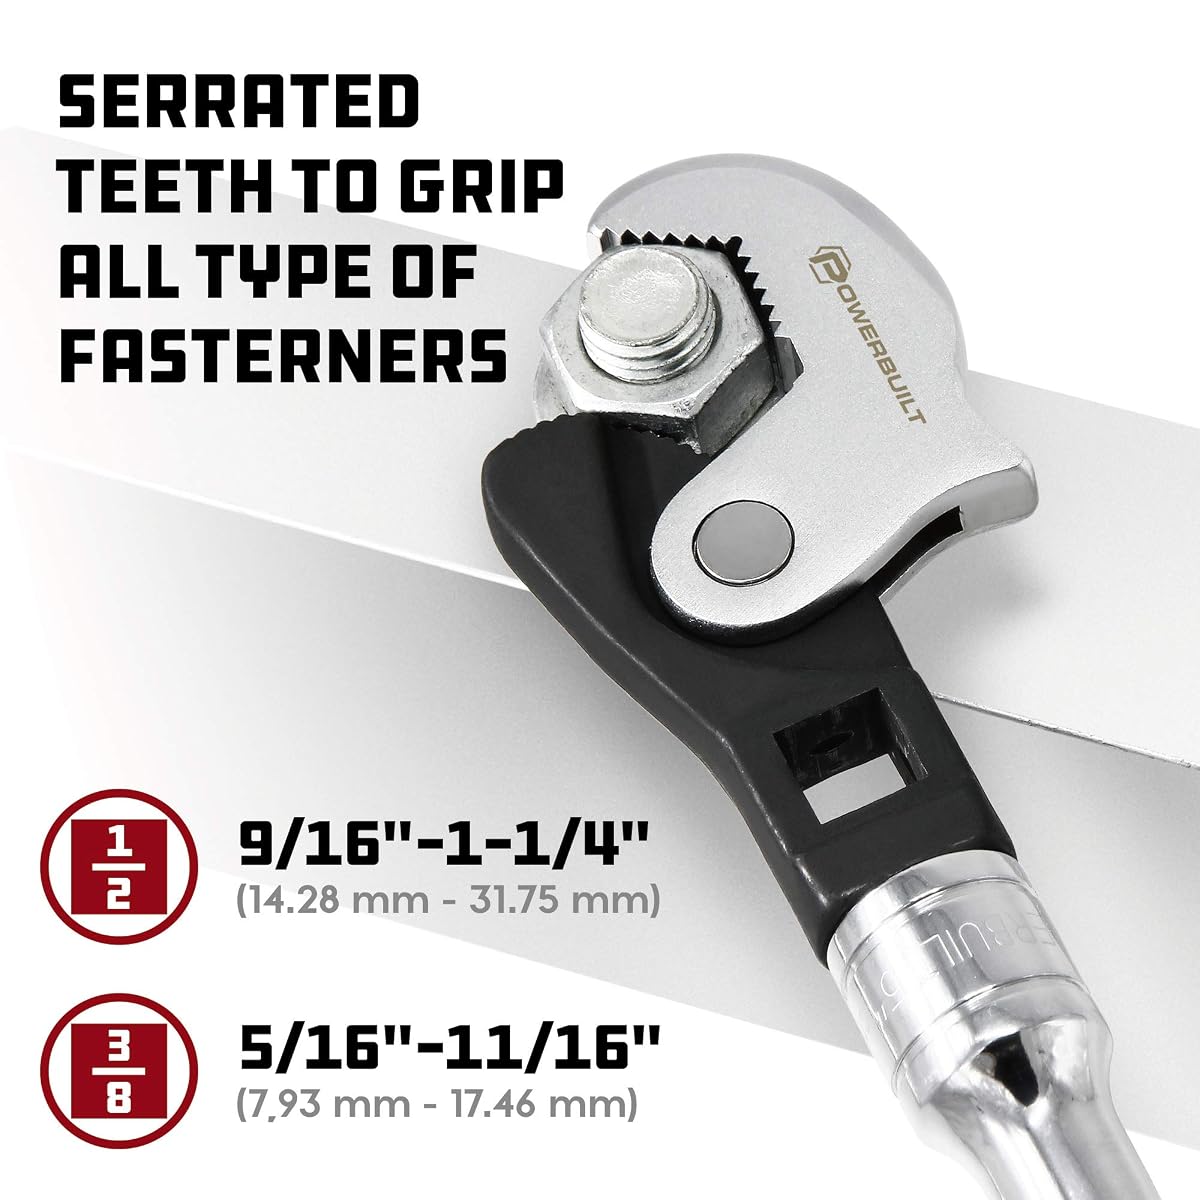 SERRATED
TEETH TO GRIP
ALL TYPE OF
FASTERNERS
POWERBUILT
1
2
9/16"-1-1/4"
(14.28 mm - 31.75 mm)
3
8
5/16"-11/16"
(7,93 mm - 17.46 mm)